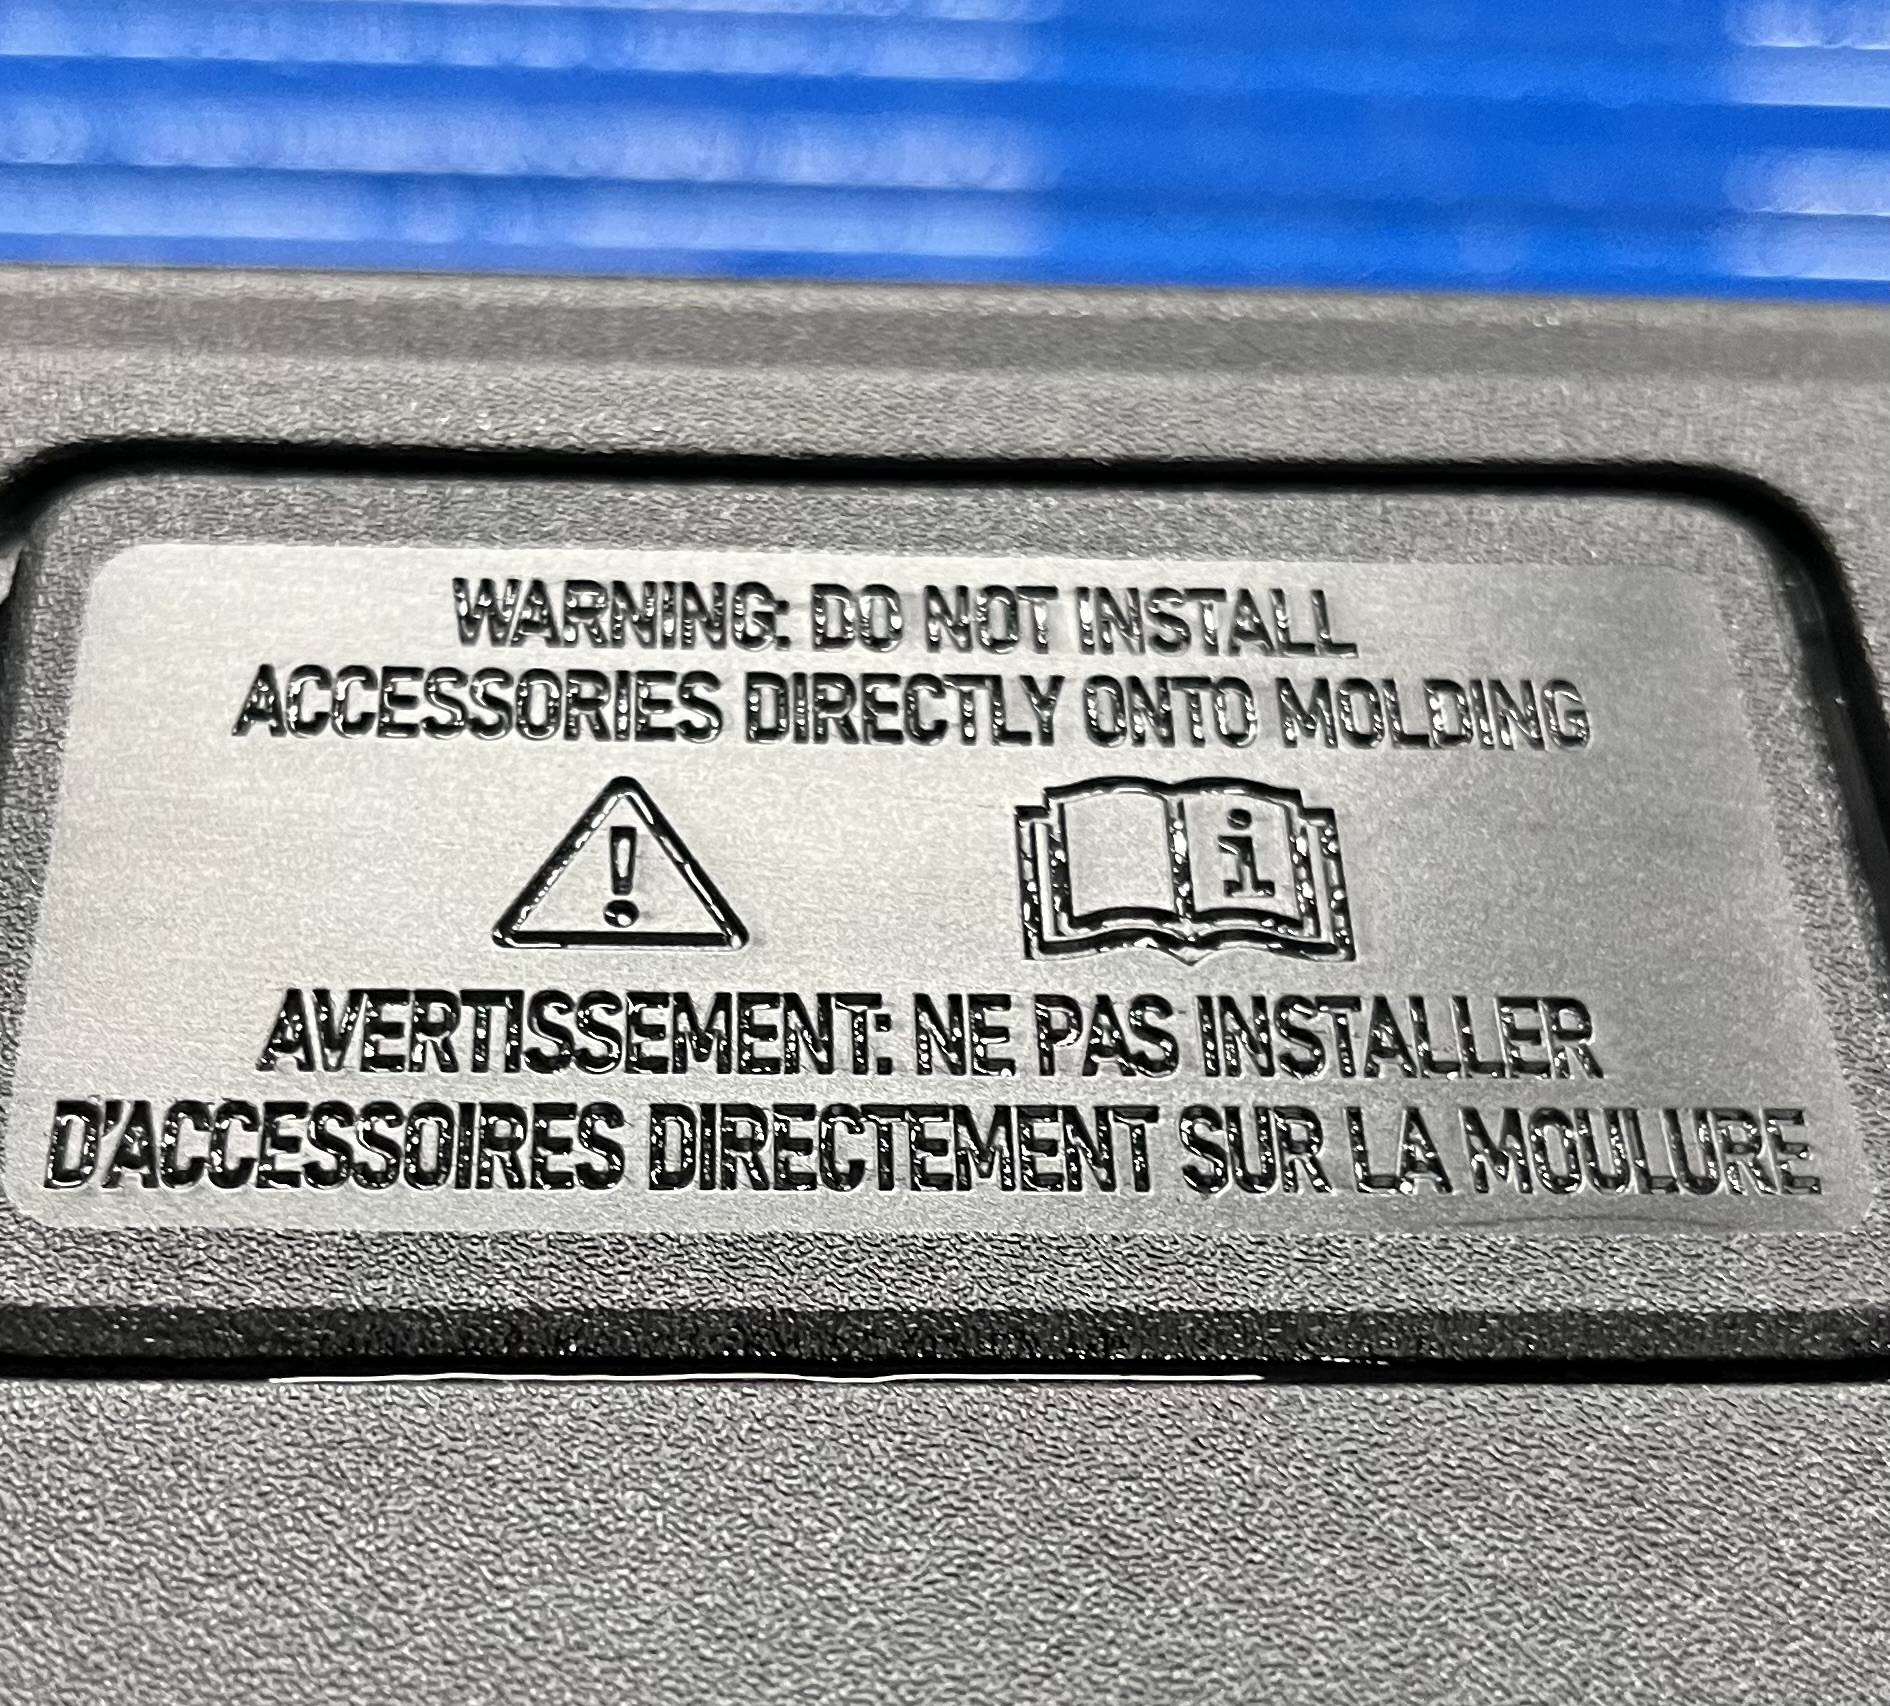 WARNING: DO NOT INSTALL
ACCESSORIES DIRECTLY ONTO MOLDING
AVERTISSEMENT: NE PAS INSTALLER
D'ACCESSOIRES DIRECTEMENT SUR LA MOULURE